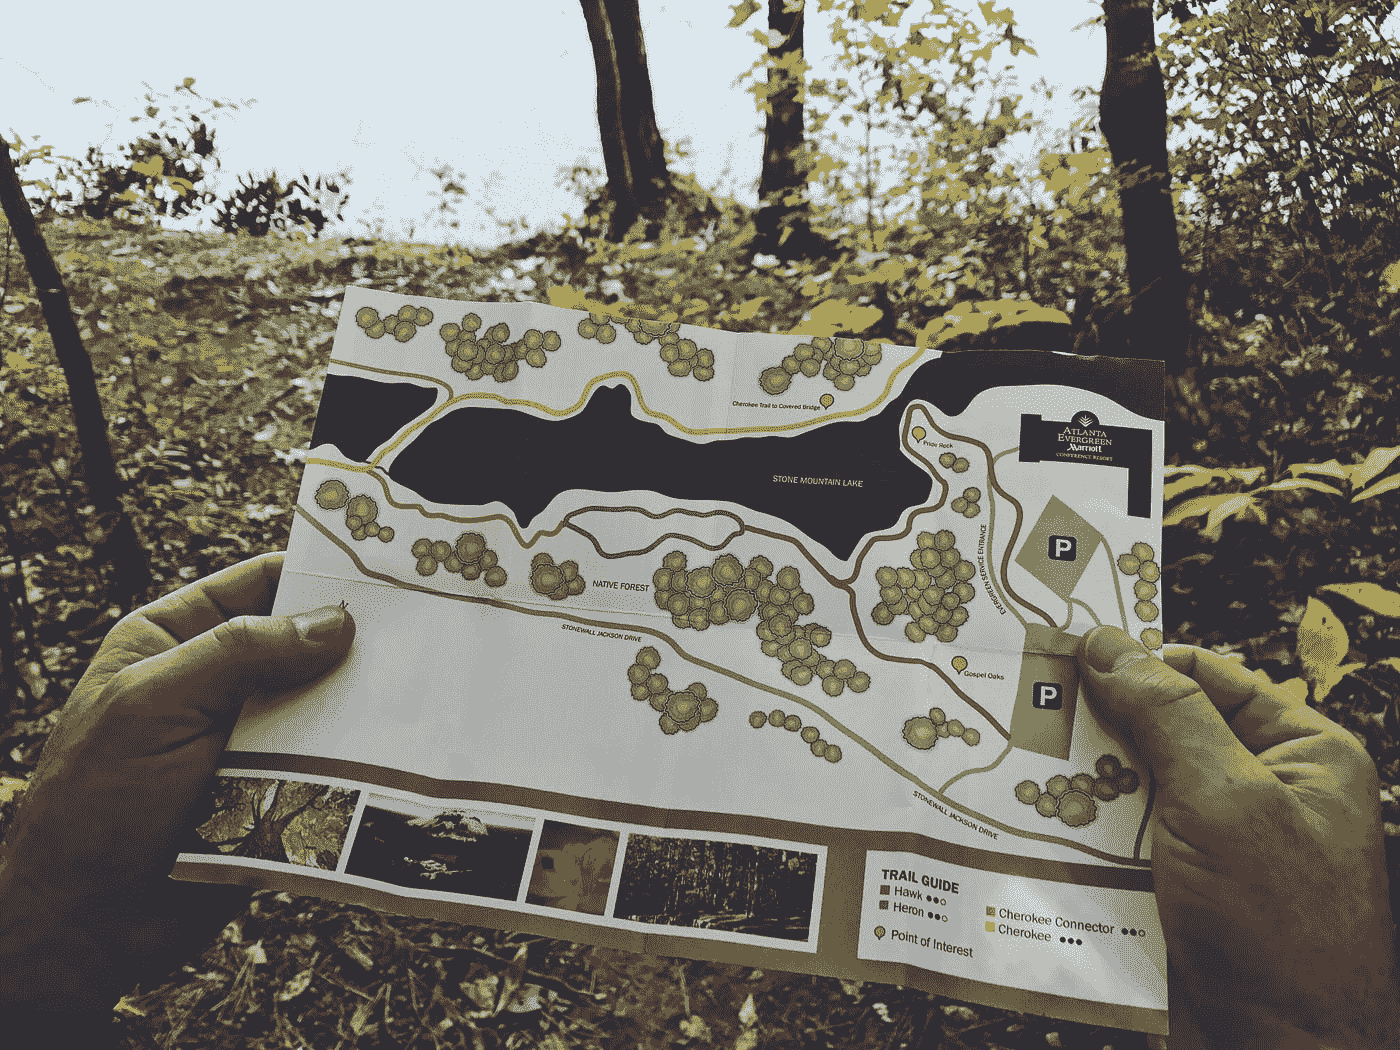 Cherokee Trail to Covered Bridge
Prior Rock
ATLANTA
EVERGREEN
Marriott
CONFERENCE RESORT
STONE MOUNTAIN LAKE
EVERGREEN SERVICE ENTRANCE
P
NATIVE FOREST
N
STONEWALL JACKSON DRIVE
Gospel Oaks
P
STONEWALL JACKSON DRIVE
TRAIL GUIDE
Hawk
Heron
Cherokee Connector
Cherokee
Point of Interest